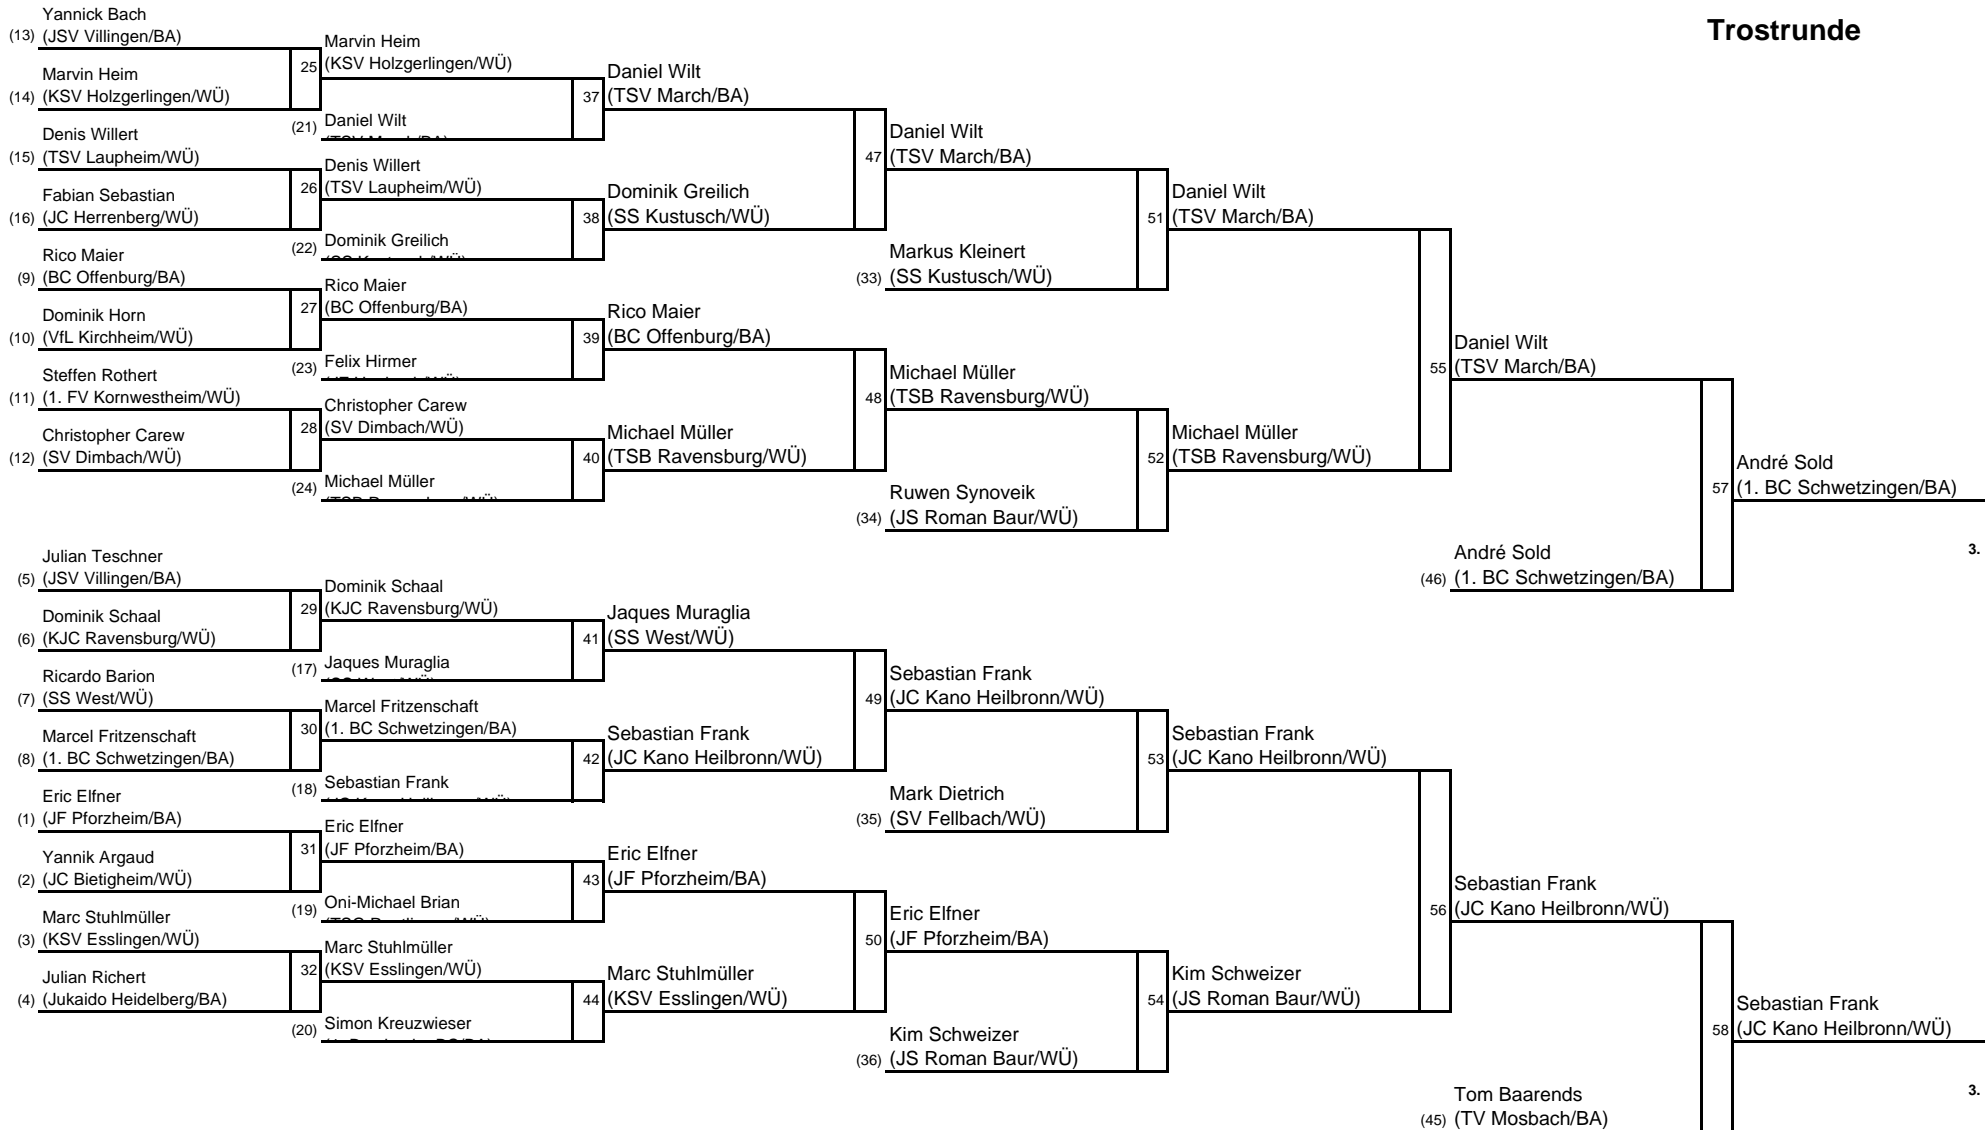 Trostrunde
Yannick Bach
(13) (JSV Villingen/BA)
Marvin Heim
(14) (KSV Holzgerlingen/WÜ)
Denis Willert
(15) (TSV Laupheim/WÜ)
Fabian Sebastian
(16) (JC Herrenberg/WÜ)
Rico Maier
(9) (BC Offenburg/BA)
Dominik Horn
(10) (VfL Kirchheim/WÜ)
Steffen Rothert
(11) (1. FV Kornwestheim/WÜ)
Christopher Carew
(12) (SV Dimbach/WÜ)
Julian Teschner
(5) (JSV Villingen/BA)
Dominik Schaal
(6) (KJC Ravensburg/WÜ)
Ricardo Barion
(7) (SS West/WÜ)
Marcel Fritzenschaft
(8) (1. BC Schwetzingen/BA)
Eric Elfner
(1) (JF Pforzheim/BA)
Yannik Argaud
(2) (JC Bietigheim/WÜ)
Marc Stuhlmüller
(3) (KSV Esslingen/WÜ)
Julian Richert
(4) (Jukaido Heidelberg/BA)
Marvin Heim
25 (KSV Holzgerlingen/WÜ)
(21) Daniel Wilt
Denis Willert
26 (TSV Laupheim/WÜ)
(22) Dominik Greilich
Rico Maier
27 (BC Offenburg/BA)
(23) Felix Hirmer
Christopher Carew
28 (SV Dimbach/WÜ)
(24) Michael Müller
Dominik Schaal
29 (KJC Ravensburg/WÜ)
(17) Jaques Muraglia
Marcel Fritzenschaft
30 (1. BC Schwetzingen/BA)
(18) Sebastian Frank
Eric Elfner
31 (JF Pforzheim/BA)
(19) Oni-Michael Brian
Marc Stuhlmüller
32 (KSV Esslingen/WÜ)
(20) Simon Kreuzwieser
Daniel Wilt
37 (TSV March/BA)
Dominik Greilich
38 (SS Kustusch/WÜ)
Rico Maier
39 (BC Offenburg/BA)
Michael Müller
40 (TSB Ravensburg/WÜ)
Jaques Muraglia
41 (SS West/WÜ)
Sebastian Frank
42 (JC Kano Heilbronn/WÜ)
Eric Elfner
43 (JF Pforzheim/BA)
Marc Stuhlmüller
44 (KSV Esslingen/WÜ)
Daniel Wilt
47 (TSV March/BA)
Markus Kleinert
(33) (SS Kustusch/WÜ)
Michael Müller
48 (TSB Ravensburg/WÜ)
Ruwen Synoveik
(34) (JS Roman Baur/WÜ)
Sebastian Frank
49 (JC Kano Heilbronn/WÜ)
Mark Dietrich
(35) (SV Fellbach/WÜ)
Eric Elfner
50 (JF Pforzheim/BA)
Kim Schweizer
(36) (JS Roman Baur/WÜ)
Daniel Wilt
51 (TSV March/BA)
Michael Müller
52 (TSB Ravensburg/WÜ)
Sebastian Frank
53 (JC Kano Heilbronn/WÜ)
Kim Schweizer
54 (JS Roman Baur/WÜ)
Daniel Wilt
55 (TSV March/BA)
André Sold
(46) (1. BC Schwetzingen/BA)
Sebastian Frank
56 (JC Kano Heilbronn/WÜ)
Tom Baarends
(45) (TV Mosbach/BA)
André Sold
57 (1. BC Schwetzingen/BA)
3.
Sebastian Frank
58 (JC Kano Heilbronn/WÜ)
3.